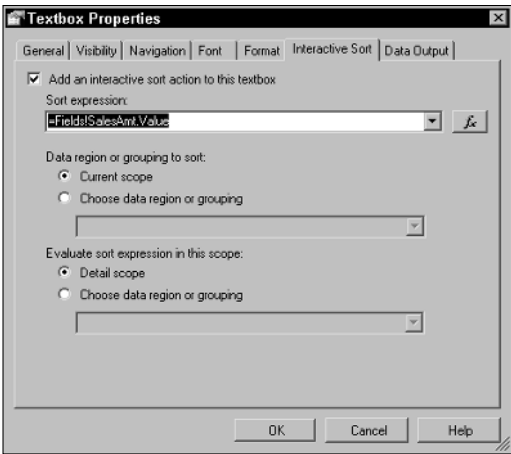 Textbox Properties
General Visibility Navigation Font Format Interactive Sort Data Output
Add an interactive sort action to this textbox
Sort expression:
=Fields!SalesAmt.Value
fx
Data region or grouping to sort:
Current scope
Choose data region or grouping
Evaluate sort expression in this scope:
Detail scope
Choose data region or grouping
OK Cancel Help